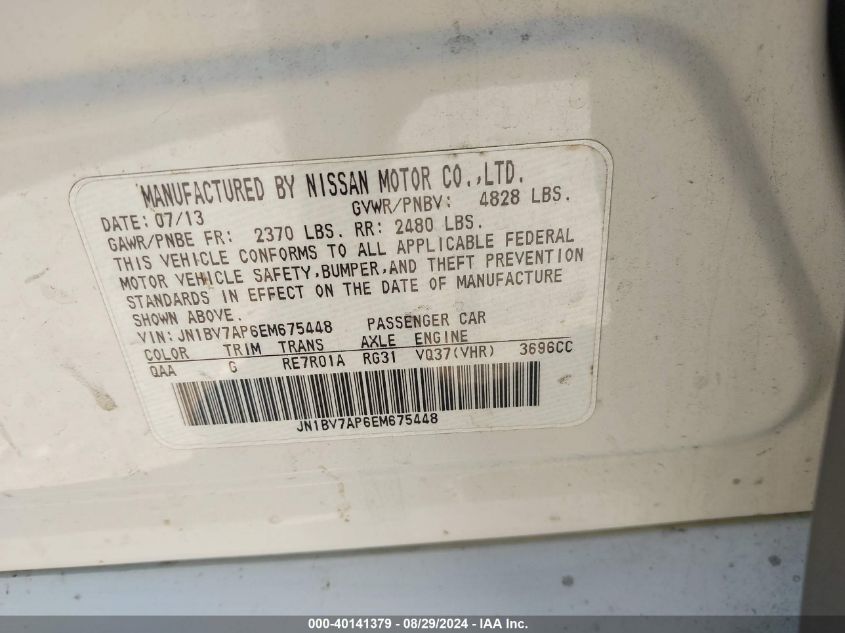 MANUFACTURED BY NISSAN MOTOR CO.,LTD.
DATE: 07/13 GVWR/PNBV: 4828 LBS.
GAWR/PNBE FR: 2370 LBS. RR: 2480 LBS.
THIS VEHICLE CONFORMS TO ALL APPLICABLE FEDERAL
MOTOR VEHICLE SAFETY,BUMPER,AND THEFT PREVENTION
STANDARDS IN EFFECT ON THE DATE OF MANUFACTURE
SHOWN ABOVE.
VIN: JN1BV7AP6EM675448 PASSENGER CAR
COLOR TRIM TRANS AXLE ENGINE
QAA G RE7R01A RG31 VQ37(VHR) 3696CC
JN1BV7AP6EM675448
000-40141379 - 08/29/2024 - IAA Inc.